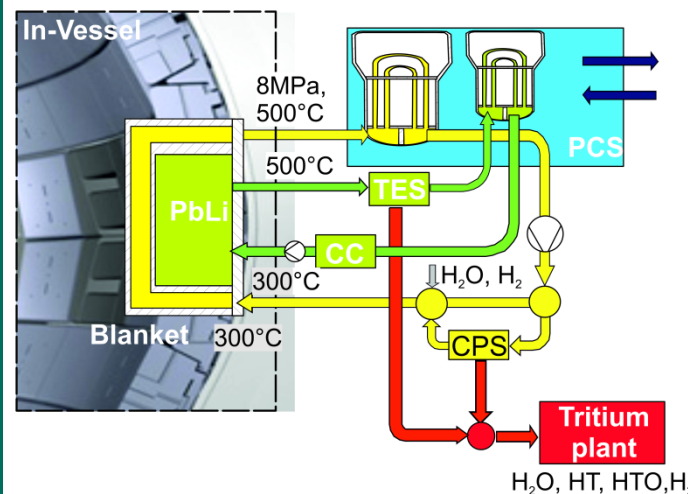 In-Vessel
8MPa,
500°C
PCS
500°C
TES
PbLi
CC
300°C
H₂O, H₂
Blanket
300°C
CPS
Tritium
plant
H₂O, HT, HTO,H